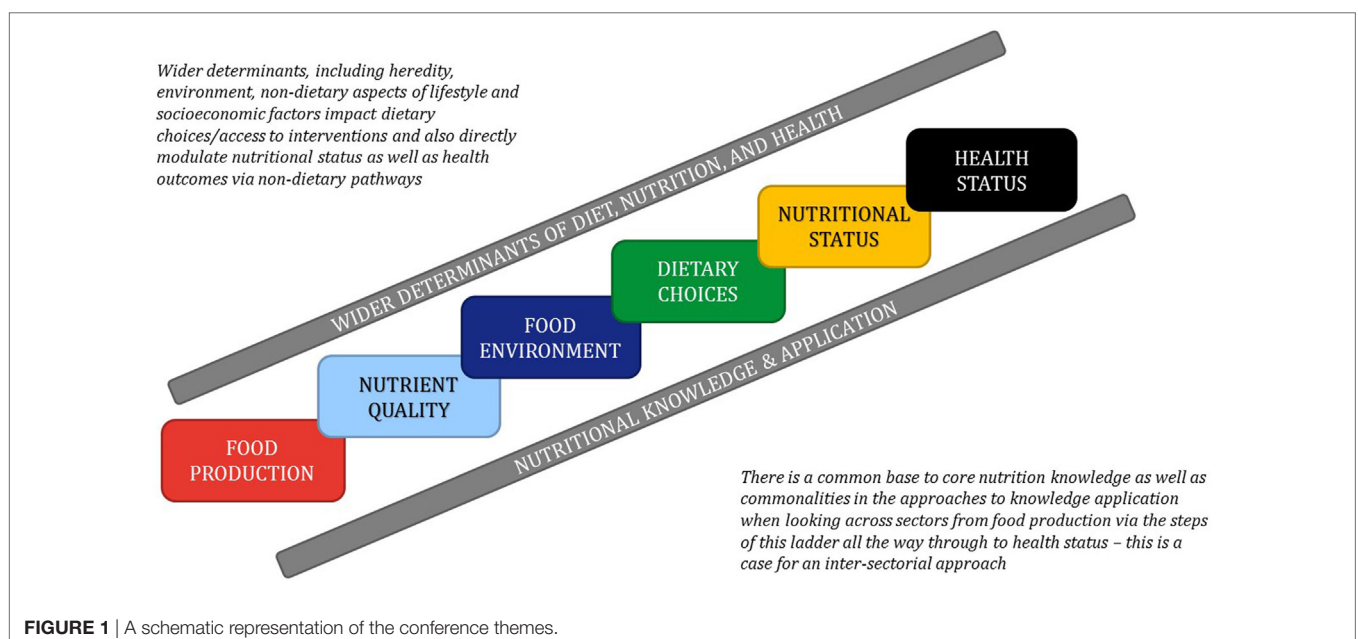 Wider determinants, including heredity,
environment, non-dietary aspects of lifestyle and
socioeconomic factors impact dietary
choices/access to interventions and also directly
modulate nutritional status as well as health
outcomes via non-dietary pathways
WIDER DETERMINANTS OF DIET, NUTRITION, AND HEALTH
HEALTH
STATUS
NUTRITIONAL
STATUS
DIETARY
CHOICES
FOOD
ENVIRONMENT
NUTRIENT
QUALITY
FOOD
PRODUCTION
NUTRITIONAL KNOWLEDGE & APPLICATION
There is a common base to core nutrition knowledge as well as
commonalities in the approaches to knowledge application
when looking across sectors from food production via the steps
of this ladder all the way through to health status – this is a
case for an inter-sectorial approach
FIGURE 1 | A schematic representation of the conference themes.